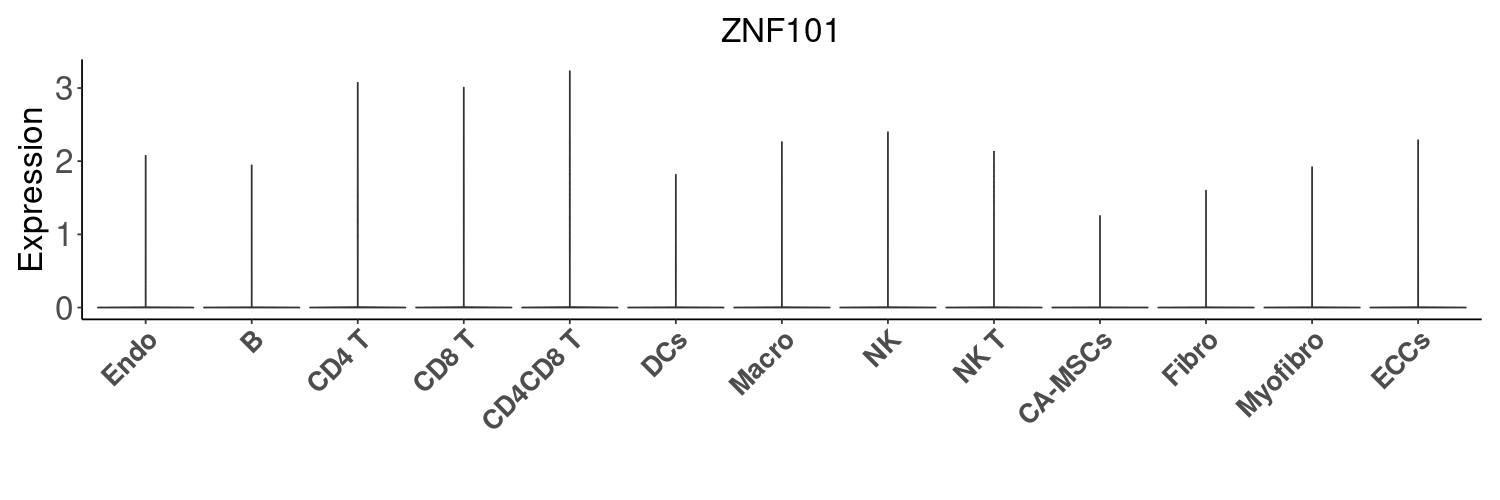 ZNF101
Expression
3
2
1
0
Endo
B
CD4 T
CD8 T
CD4CD8 T
DCs
Macro
NK
NK T
CA-MSCs
Fibro
Myofibro
ECCs